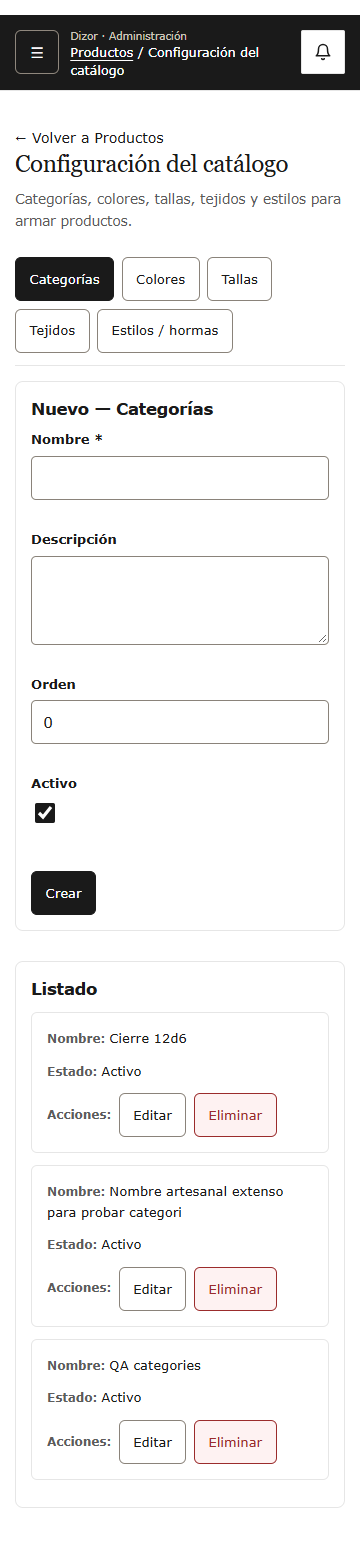 ☰
Dizor · Administración
Productos / Configuración del
catálogo
← Volver a Productos
Configuración del catálogo
Categorías, colores, tallas, tejidos y estilos para
armar productos.
Categorías
Colores
Tallas
Tejidos
Estilos / hormas
Nuevo — Categorías
Nombre *
Descripción
Orden
0
Activo
Crear
Listado
Nombre: Cierre 12d6
Estado: Activo
Acciones: Editar Eliminar
Nombre: Nombre artesanal extenso
para probar categori
Estado: Activo
Acciones: Editar Eliminar
Nombre: QA categories
Estado: Activo
Acciones: Editar Eliminar